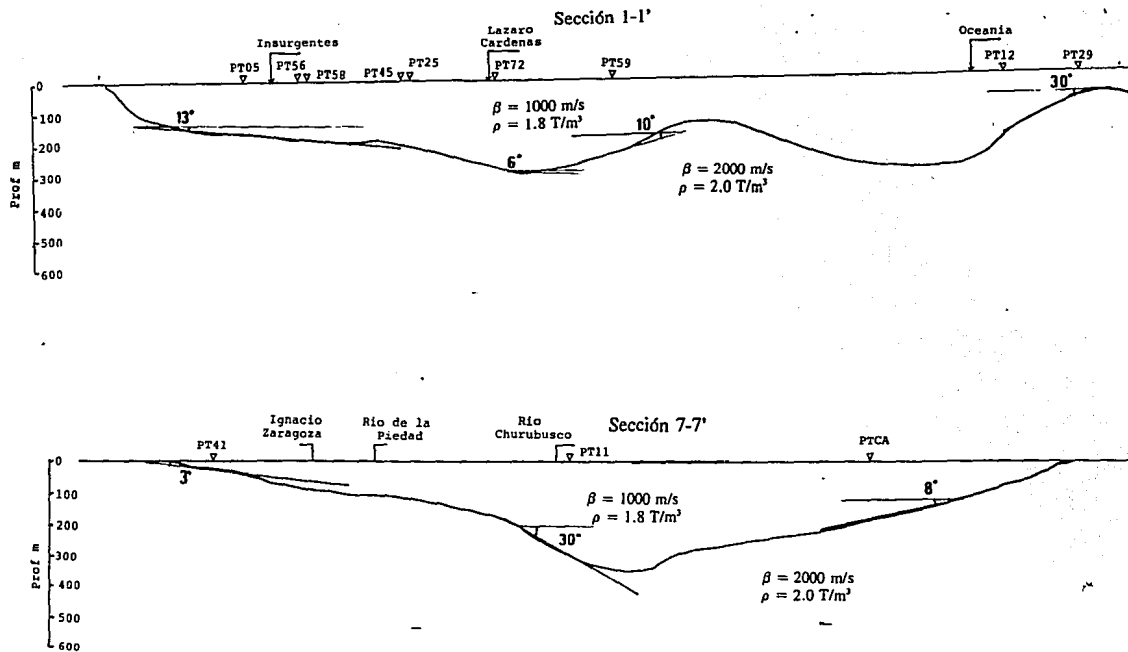 Sección 1-1'
Insurgentes
Lazaro
Cardenas
Oceania
PT05
PT56
PT58
PT45
PT25
PT72
PT59
PT12
PT29
0
100
200
300
400
500
600
Prof m
13°
6°
10°
30°
β = 1000 m/s
ρ = 1.8 T/m³
β = 2000 m/s
ρ = 2.0 T/m³
Sección 7-7'
Ignacio
Zaragoza
Rio de la
Piedad
Rio
Churubusco
PT41
PT11
PTCA
0
100
200
300
400
500
600
Prof m
3°
30°
8°
β = 1000 m/s
ρ = 1.8 T/m³
β = 2000 m/s
ρ = 2.0 T/m³